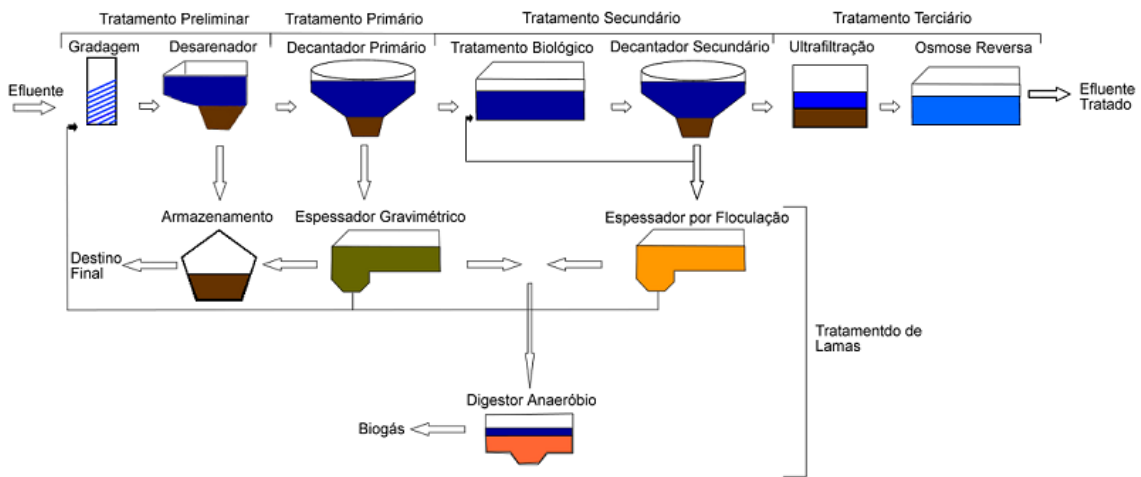 Tratamento Preliminar
Tratamento Primário
Tratamento Secundário
Tratamento Terciário
Gradagem
Desarenador
Decantador Primário
Tratamento Biológico
Decantador Secundário
Ultrafiltração
Osmose Reversa
Efluente
Efluente
Tratado
Armazenamento
Espessador Gravimétrico
Espessador por Floculação
Destino
Final
Tratamentdo de
Lamas
Digestor Anaeróbio
Biogás